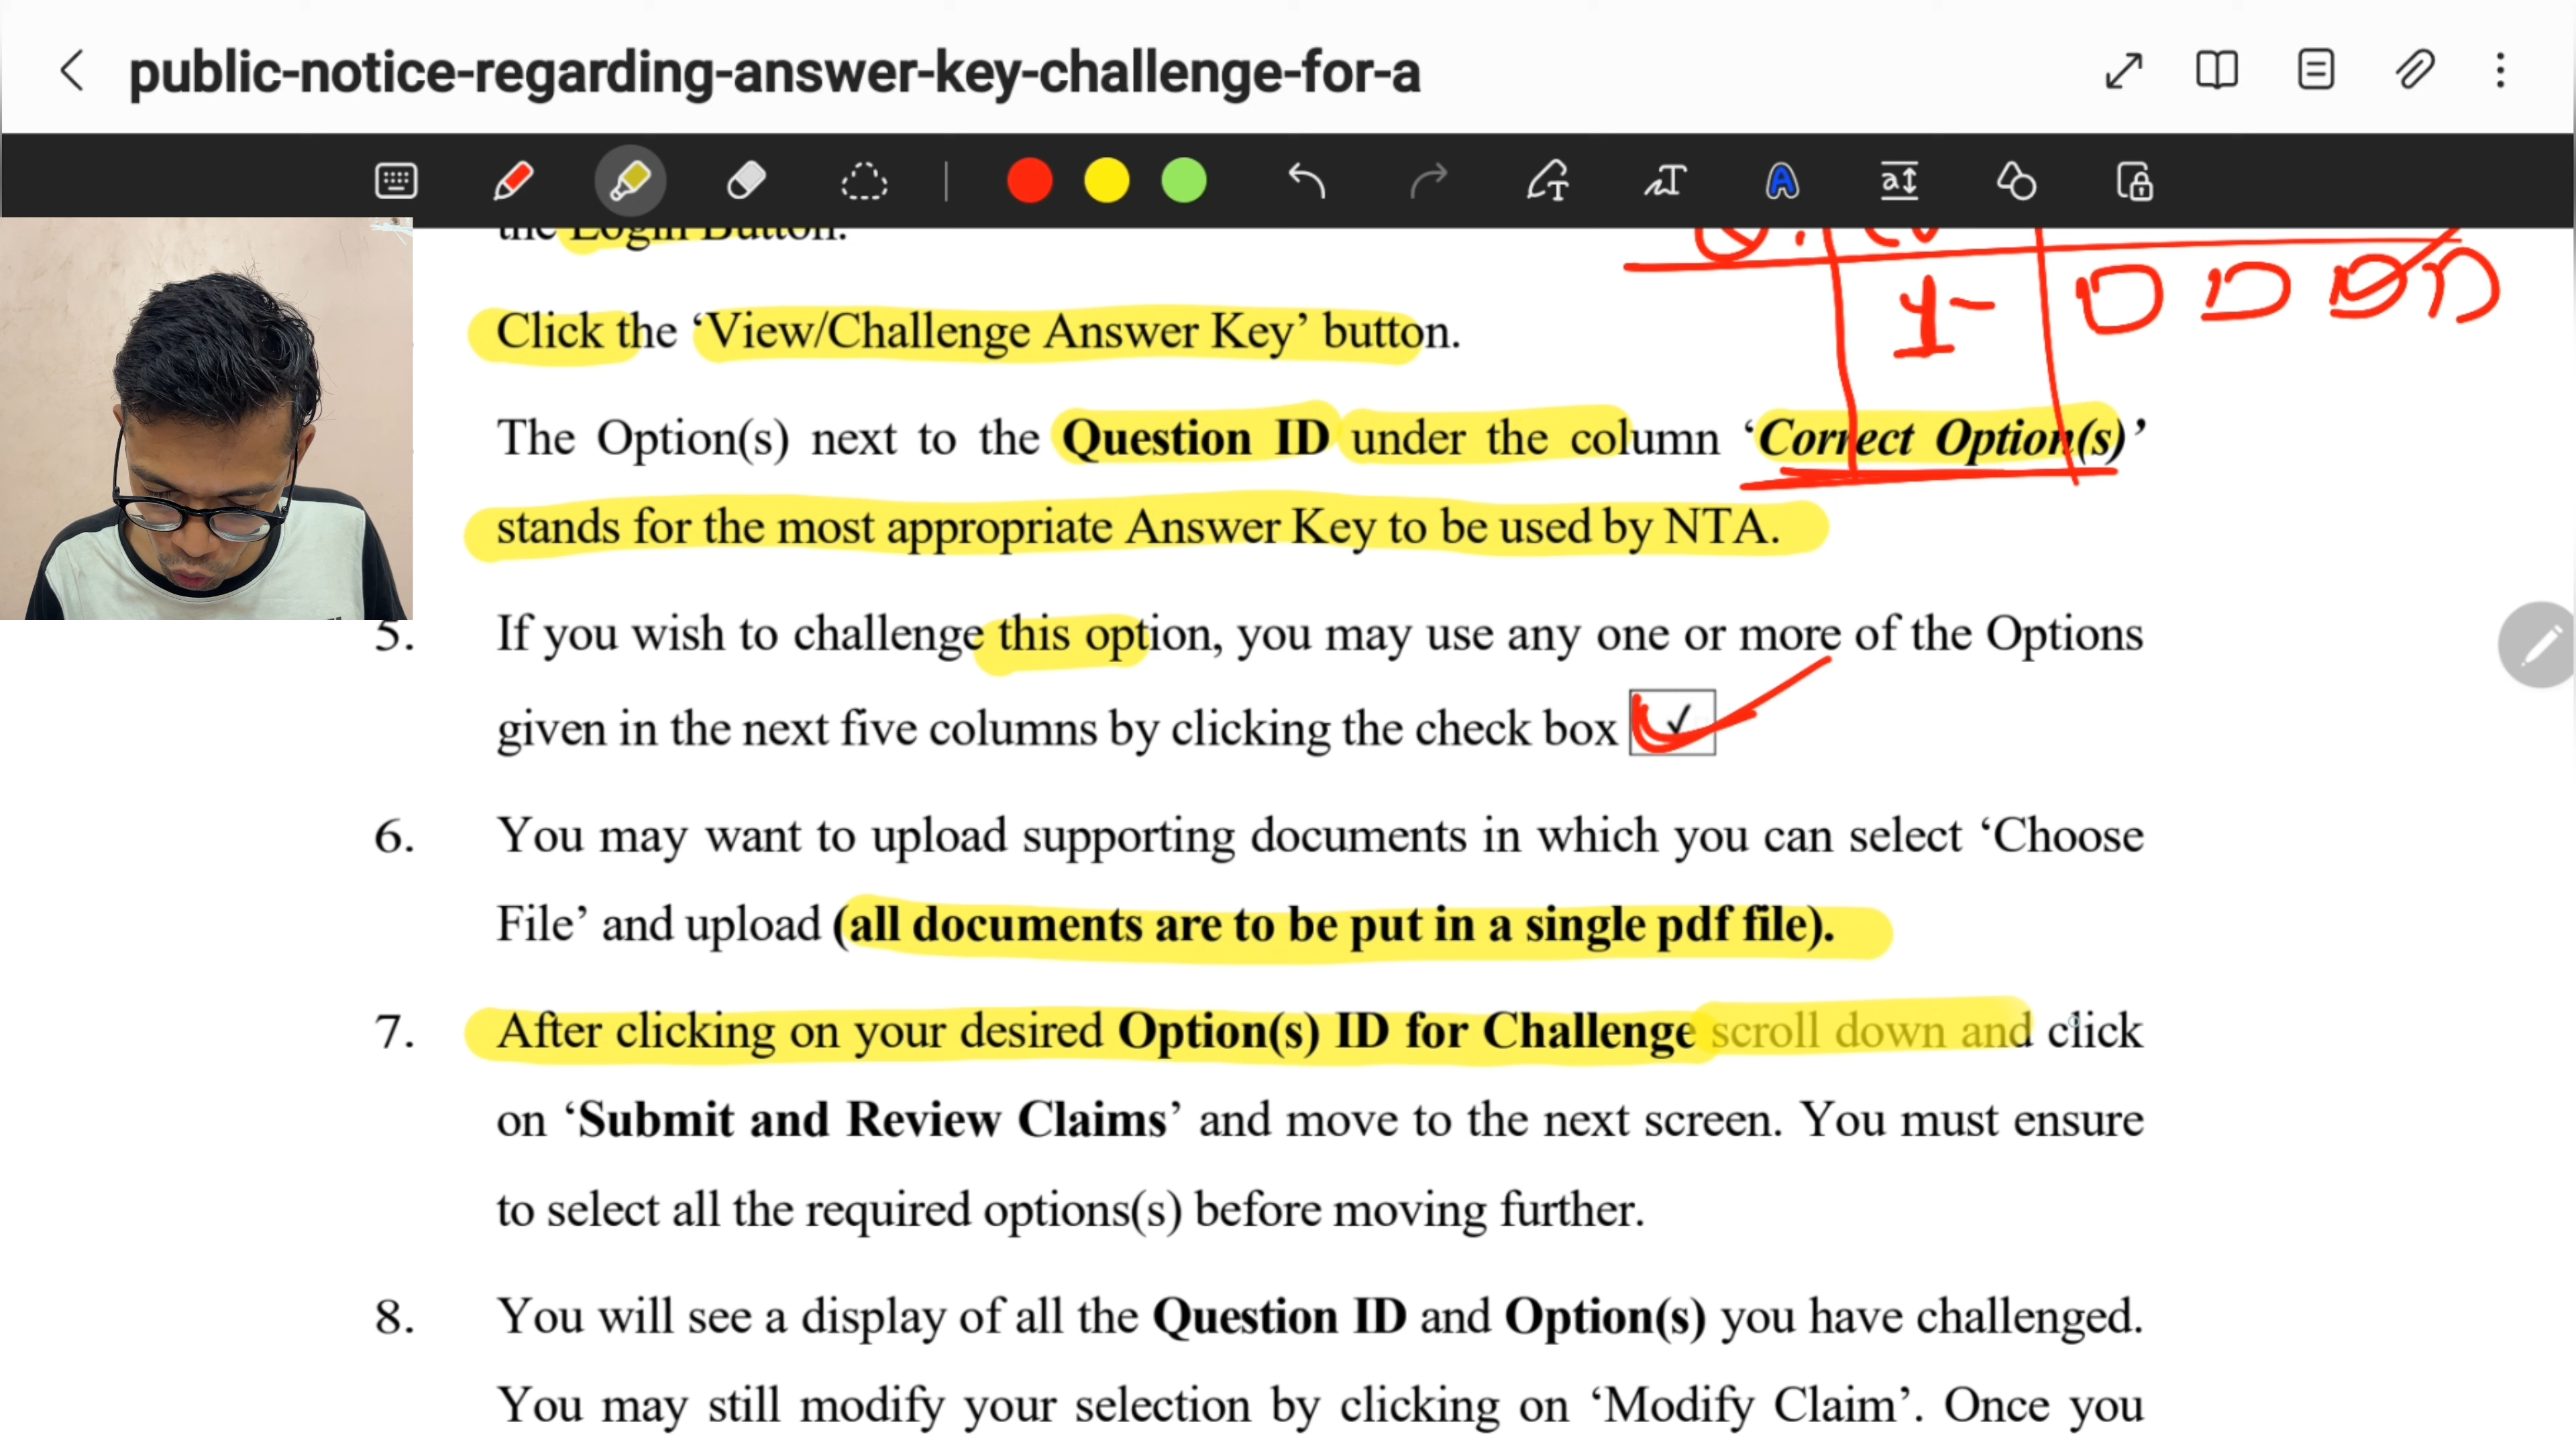 public-notice-regarding-answer-key-challenge-for-a
the Login Button.
Click the ‘View/Challenge Answer Key’ button.
The Option(s) next to the Question ID under the column ‘Correct Option(s)’
stands for the most appropriate Answer Key to be used by NTA.
5. If you wish to challenge this option, you may use any one or more of the Options
given in the next five columns by clicking the check box ✓
6. You may want to upload supporting documents in which you can select ‘Choose
File’ and upload (all documents are to be put in a single pdf file).
7. After clicking on your desired Option(s) ID for Challenge scroll down and click
on ‘Submit and Review Claims’ and move to the next screen. You must ensure
to select all the required options(s) before moving further.
8. You will see a display of all the Question ID and Option(s) you have challenged.
You may still modify your selection by clicking on ‘Modify Claim’. Once you